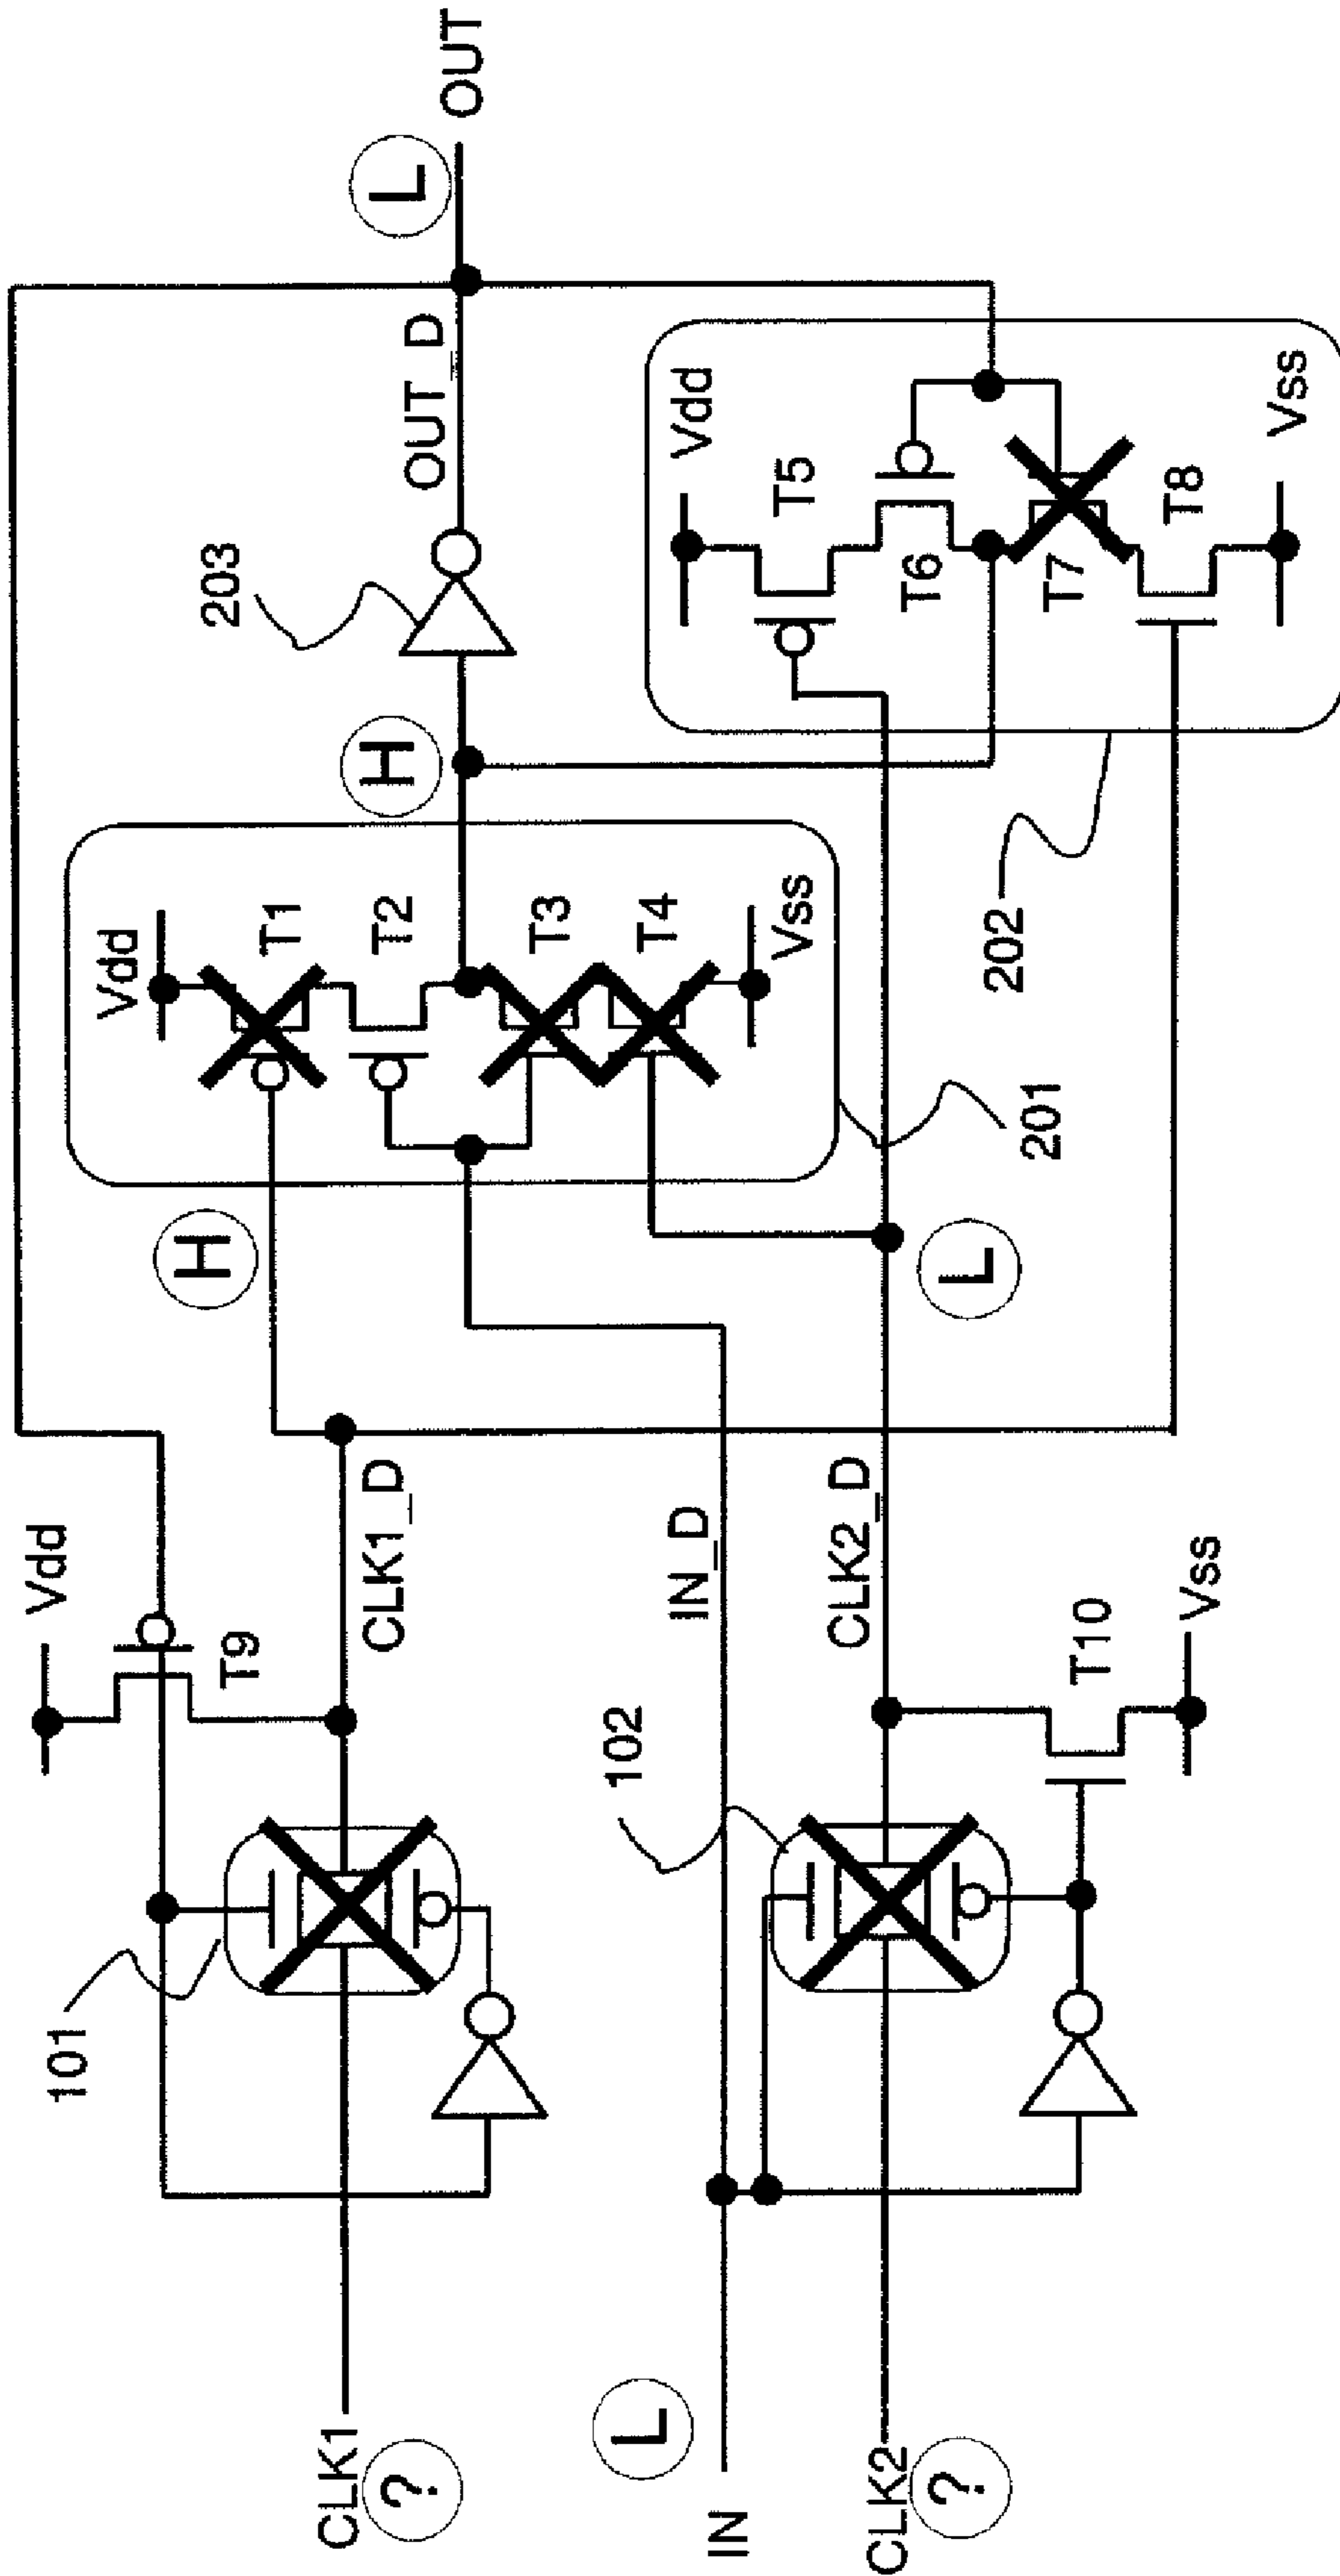 OUT
L
OUT_D
203
H
Vdd
T5
T6
T7
T8
Vss
202
Vdd
T1
T2
T3
T4
Vss
201
H
L
Vdd
T9
CLK1_D
IN_D
CLK2_D
T10
Vss
101
102
CLK1
?
L
IN
CLK2
?